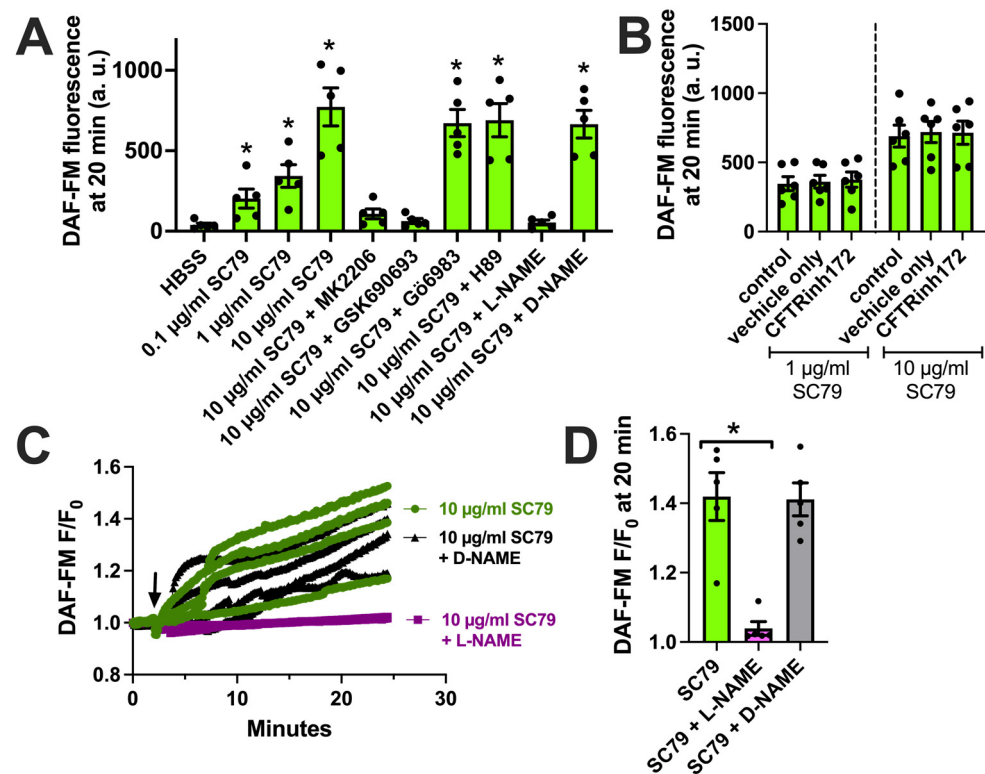 A
DAF-FM fluorescence
at 20 min (a. u.)
1000
500
0
*
*
*
*
*
*
HBSS
0.1 µg/ml SC79
1 µg/ml SC79
10 µg/ml SC79
10 µg/ml SC79 + MK2206
10 µg/ml SC79 + GSK690693
10 µg/ml SC79 + Gö6983
10 µg/ml SC79 + H89
10 µg/ml SC79 + L-NAME
10 µg/ml SC79 + D-NAME
B
DAF-FM fluorescence
at 20 min (a. u.)
1500
1000
500
0
control
vechicle only
CFTRinh172
control
vechicle only
CFTRinh172
1 µg/ml
SC79
10 µg/ml
SC79
C
DAF-FM F/F0
1.6
1.4
1.2
1.0
0.8
0
10
20
30
Minutes
10 µg/ml SC79
10 µg/ml SC79
+ D-NAME
10 µg/ml SC79
+ L-NAME
D
DAF-FM F/F0 at 20 min
1.6
1.4
1.2
1.0
*
SC79
SC79 + L-NAME
SC79 + D-NAME